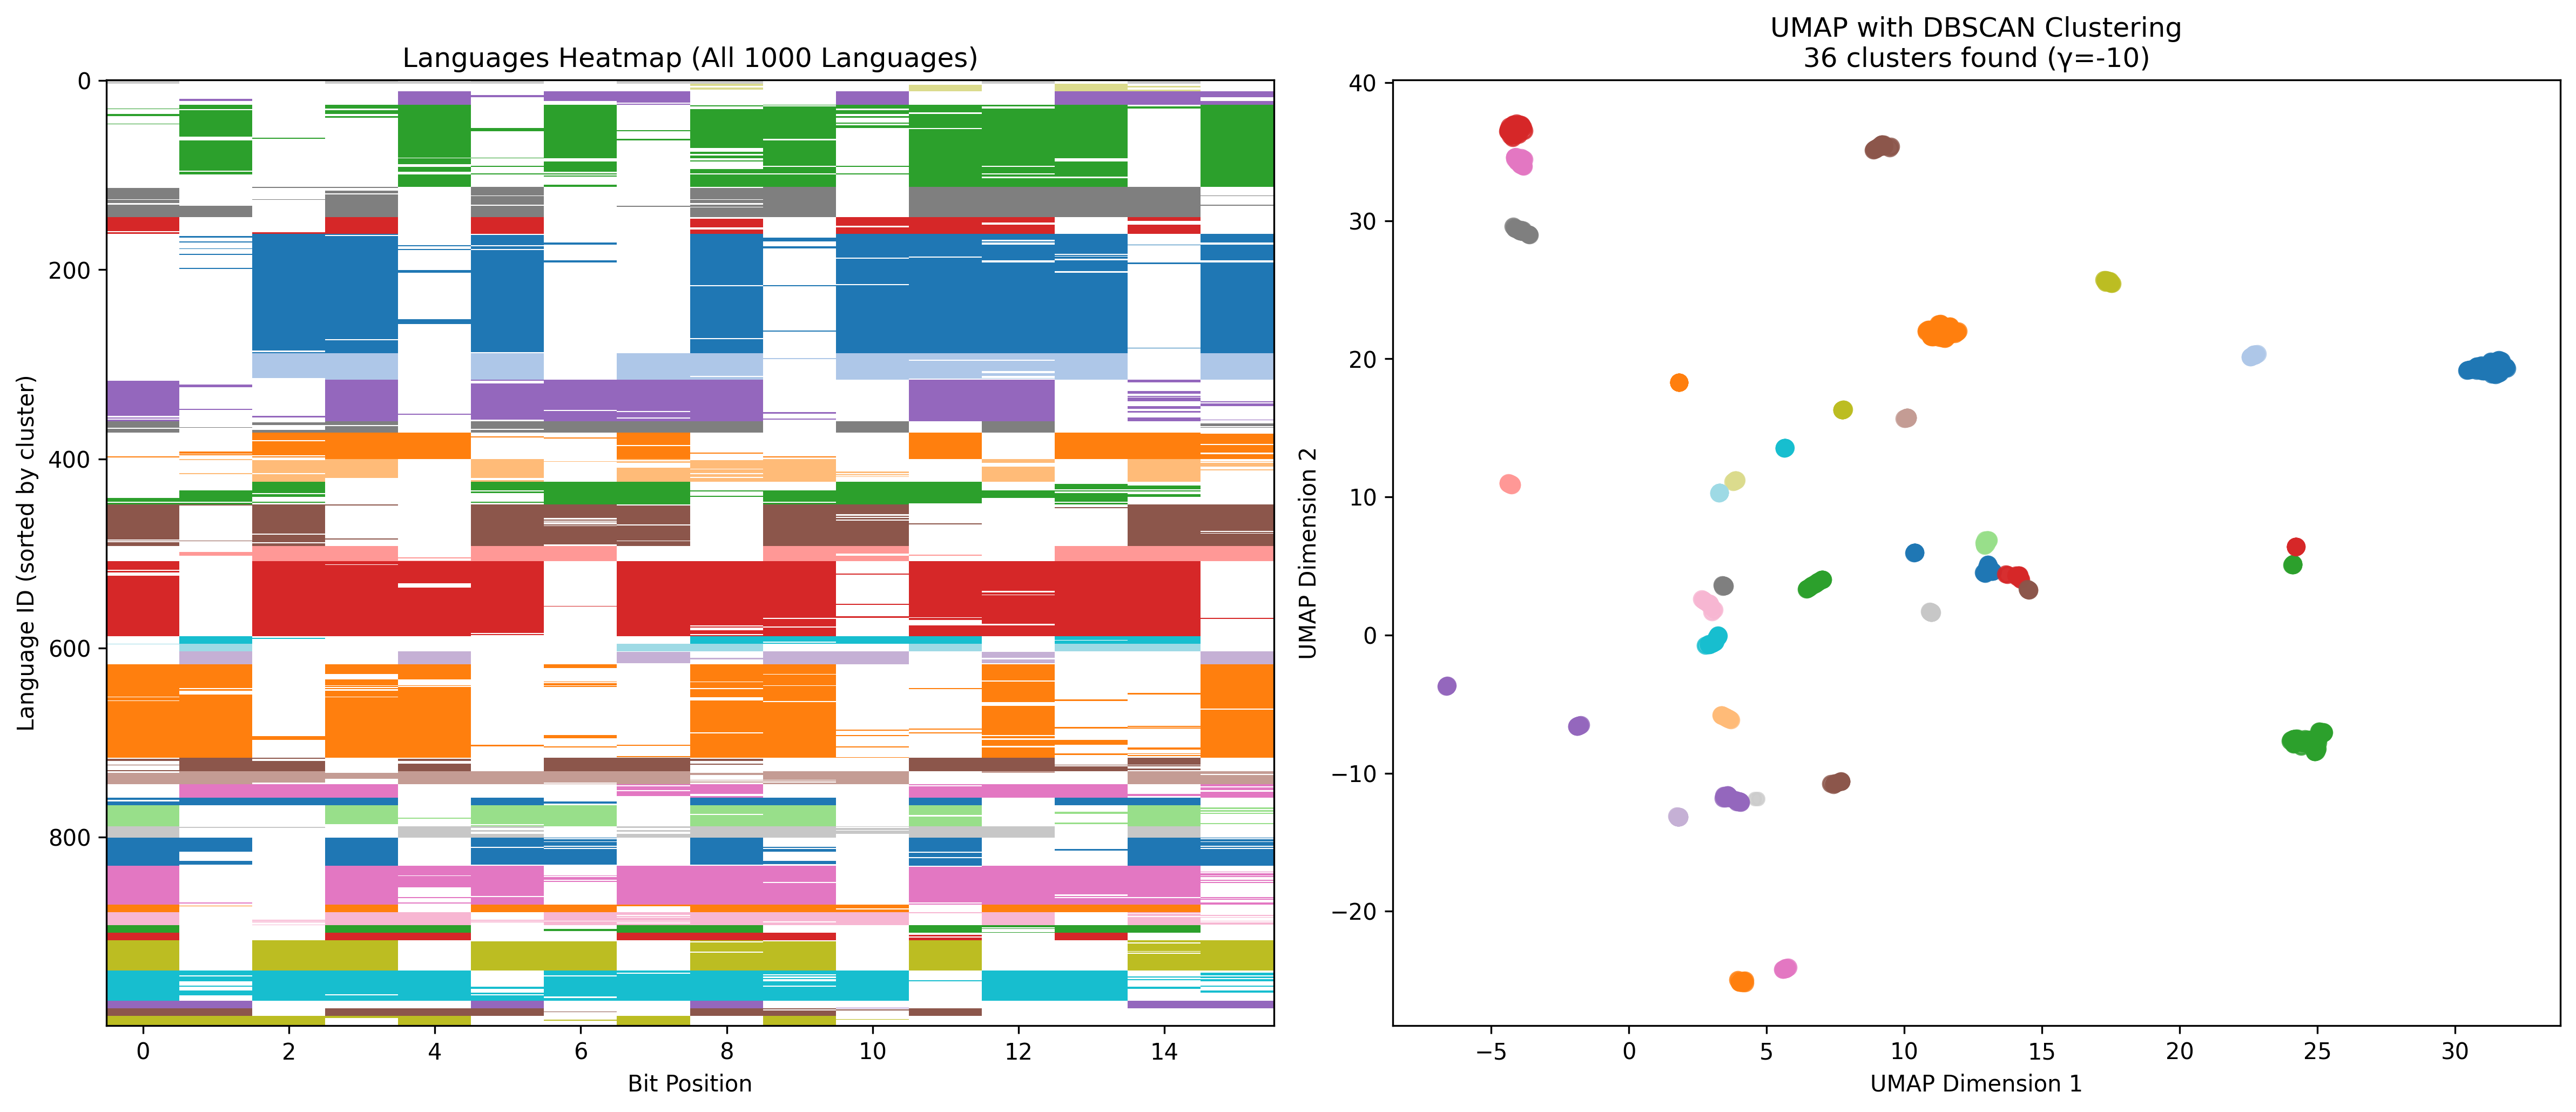 Languages Heatmap (All 1000 Languages)
0
200
400
600
800
Language ID (sorted by cluster)
0 2 4 6 8 10 12 14
Bit Position
UMAP with DBSCAN Clustering
36 clusters found (γ=-10)
40
30
20
10
0
−10
−20
UMAP Dimension 2
−5 0 5 10 15 20 25 30
UMAP Dimension 1